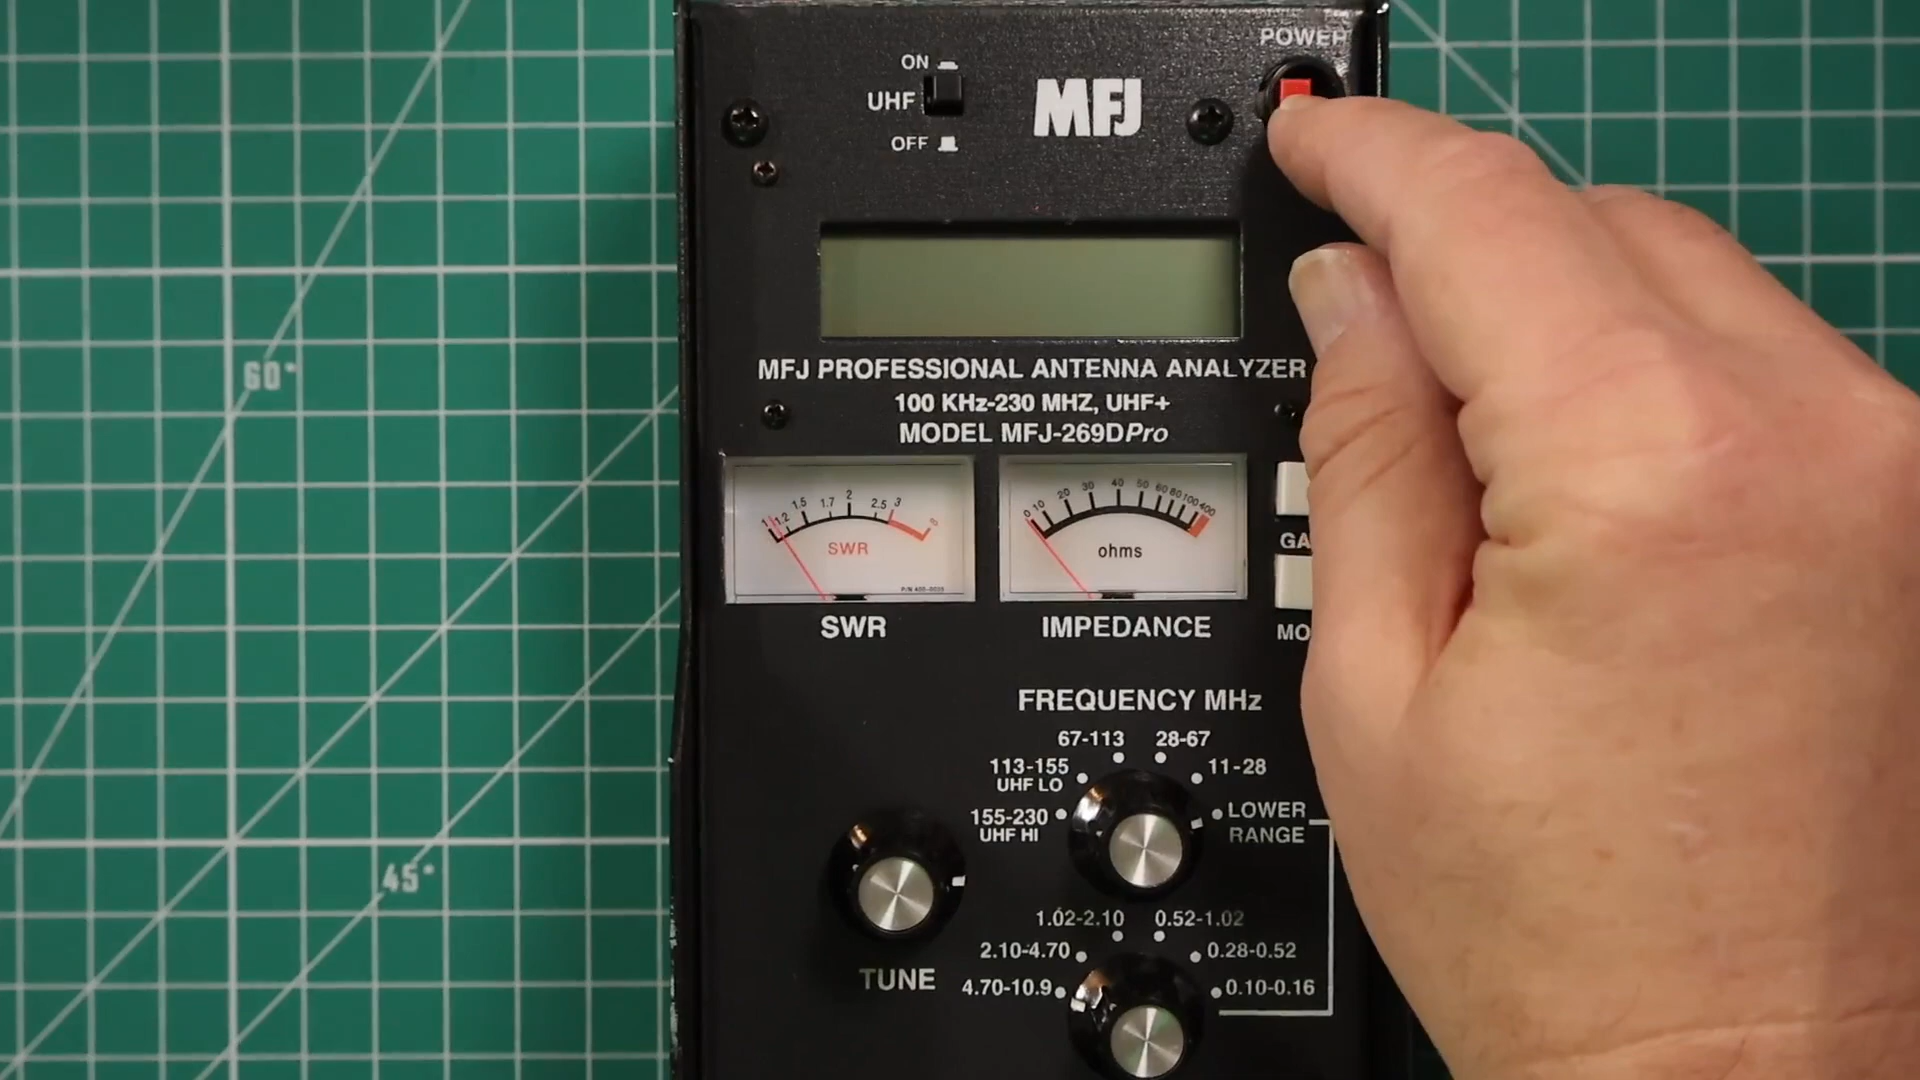 POWER
ON
UHF
OFF
MFJ
MFJ PROFESSIONAL ANTENNA ANALYZER
100 KHz-230 MHZ, UHF+
MODEL MFJ-269DPro
1 1.2 1.5 1.7 2 2.5 3 ∞
SWR
0 10 20 30 40 50 60 80 100 400
ohms
SWR
IMPEDANCE
GA
MO
FREQUENCY MHz
67-113 28-67
113-155 11-28
UHF LO
155-230 LOWER
UHF HI RANGE
1.02-2.10 0.52-1.02
2.10-4.70 0.28-0.52
4.70-10.9 0.10-0.16
TUNE
60°
45°